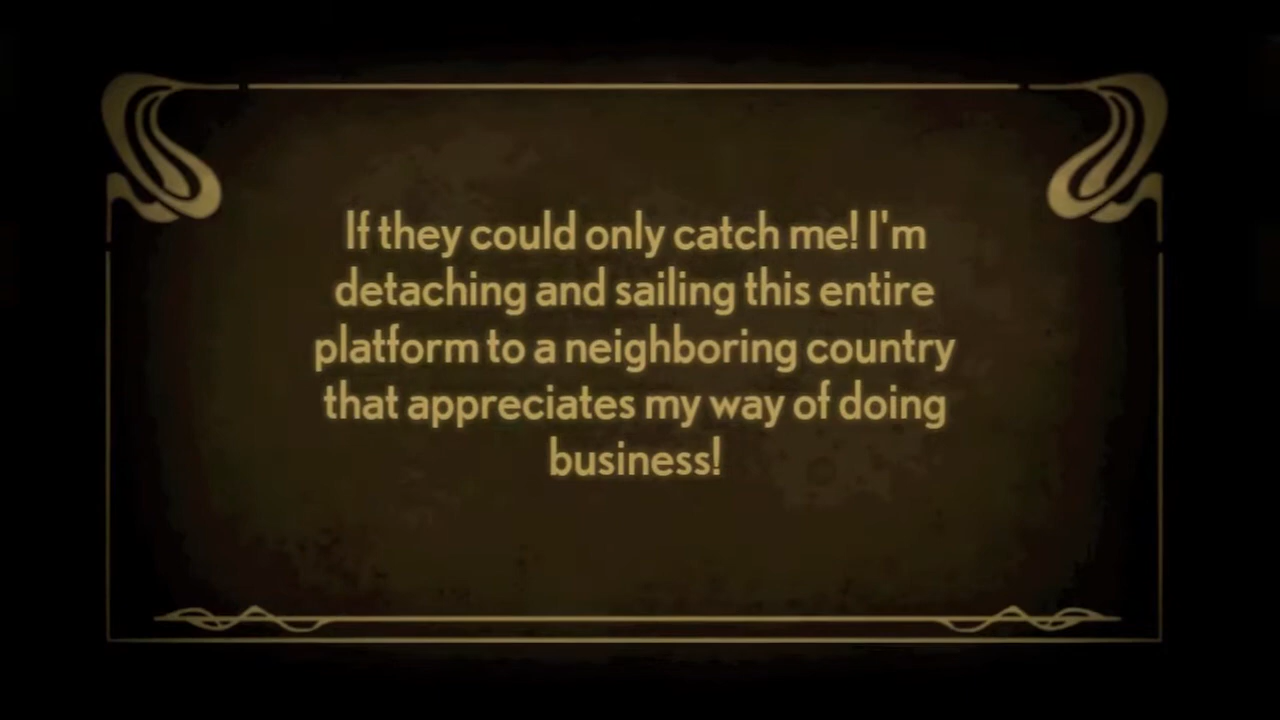 If they could only catch me! I'm
detaching and sailing this entire
platform to a neighboring country
that appreciates my way of doing
business!